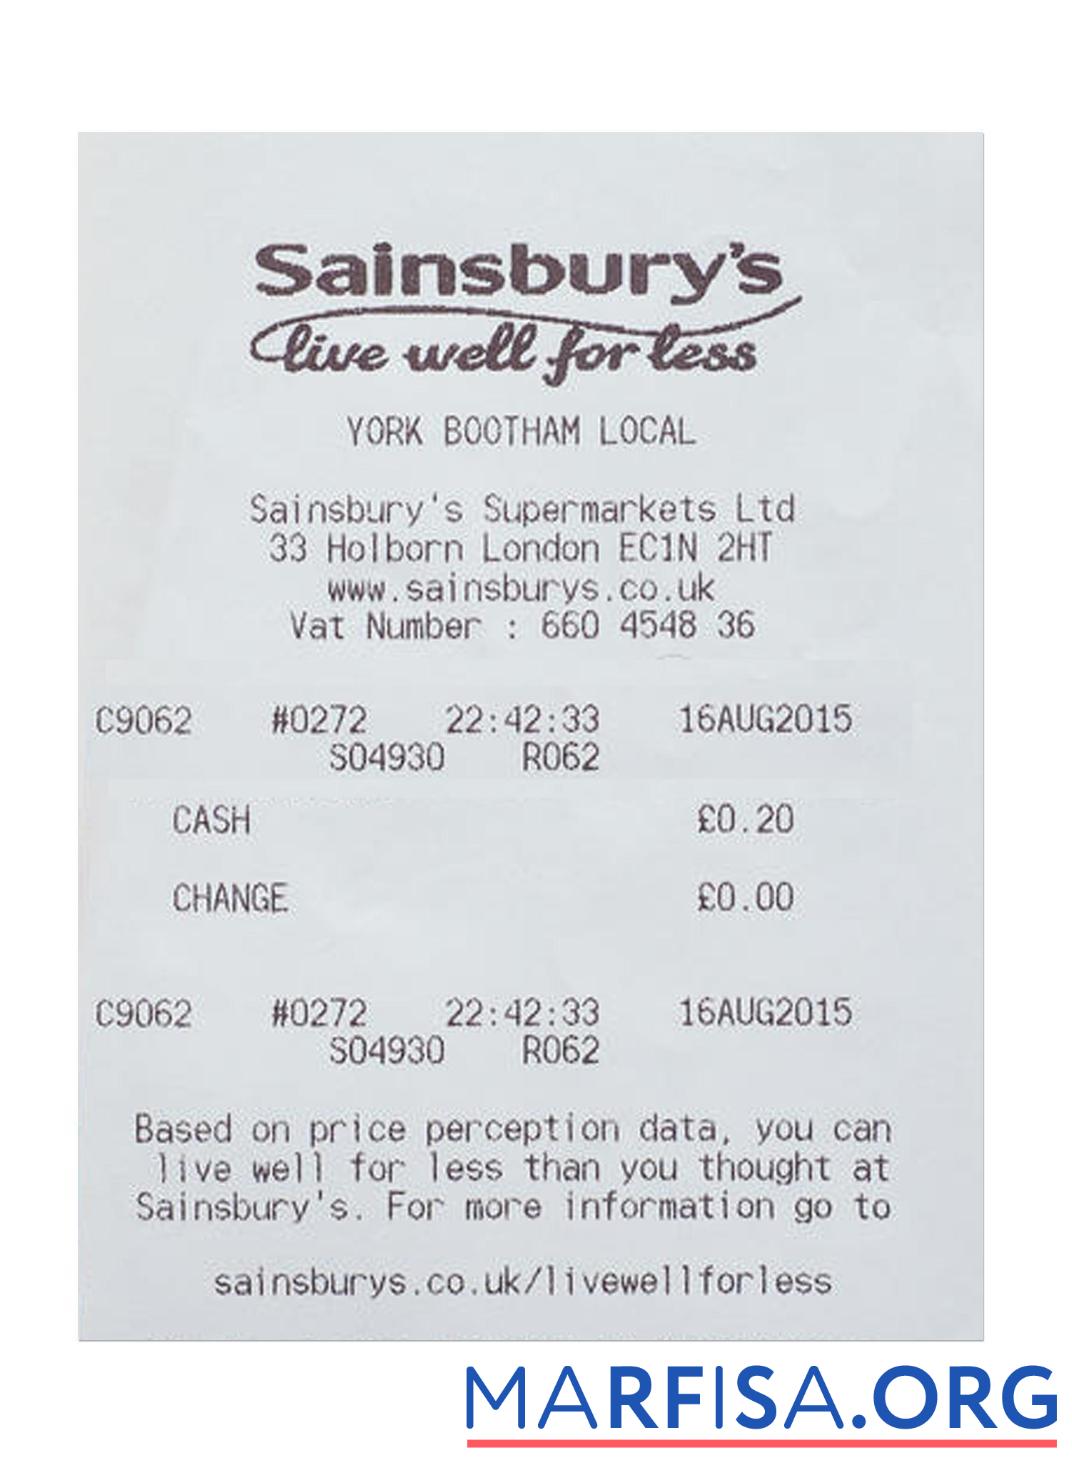 Sainsbury's
live well for less
YORK BOOTHAM LOCAL
Sainsbury's Supermarkets Ltd
33 Holborn London EC1N 2HT
www.sainsburys.co.uk
Vat Number : 660 4548 36
C9062 #0272 22:42:33 16AUG2015
S04930 R062
CASH £0.20
CHANGE £0.00
C9062 #0272 22:42:33 16AUG2015
S04930 R062
Based on price perception data, you can
live well for less than you thought at
Sainsbury's. For more information go to
sainsburys.co.uk/livewellforless
MARFISA.ORG